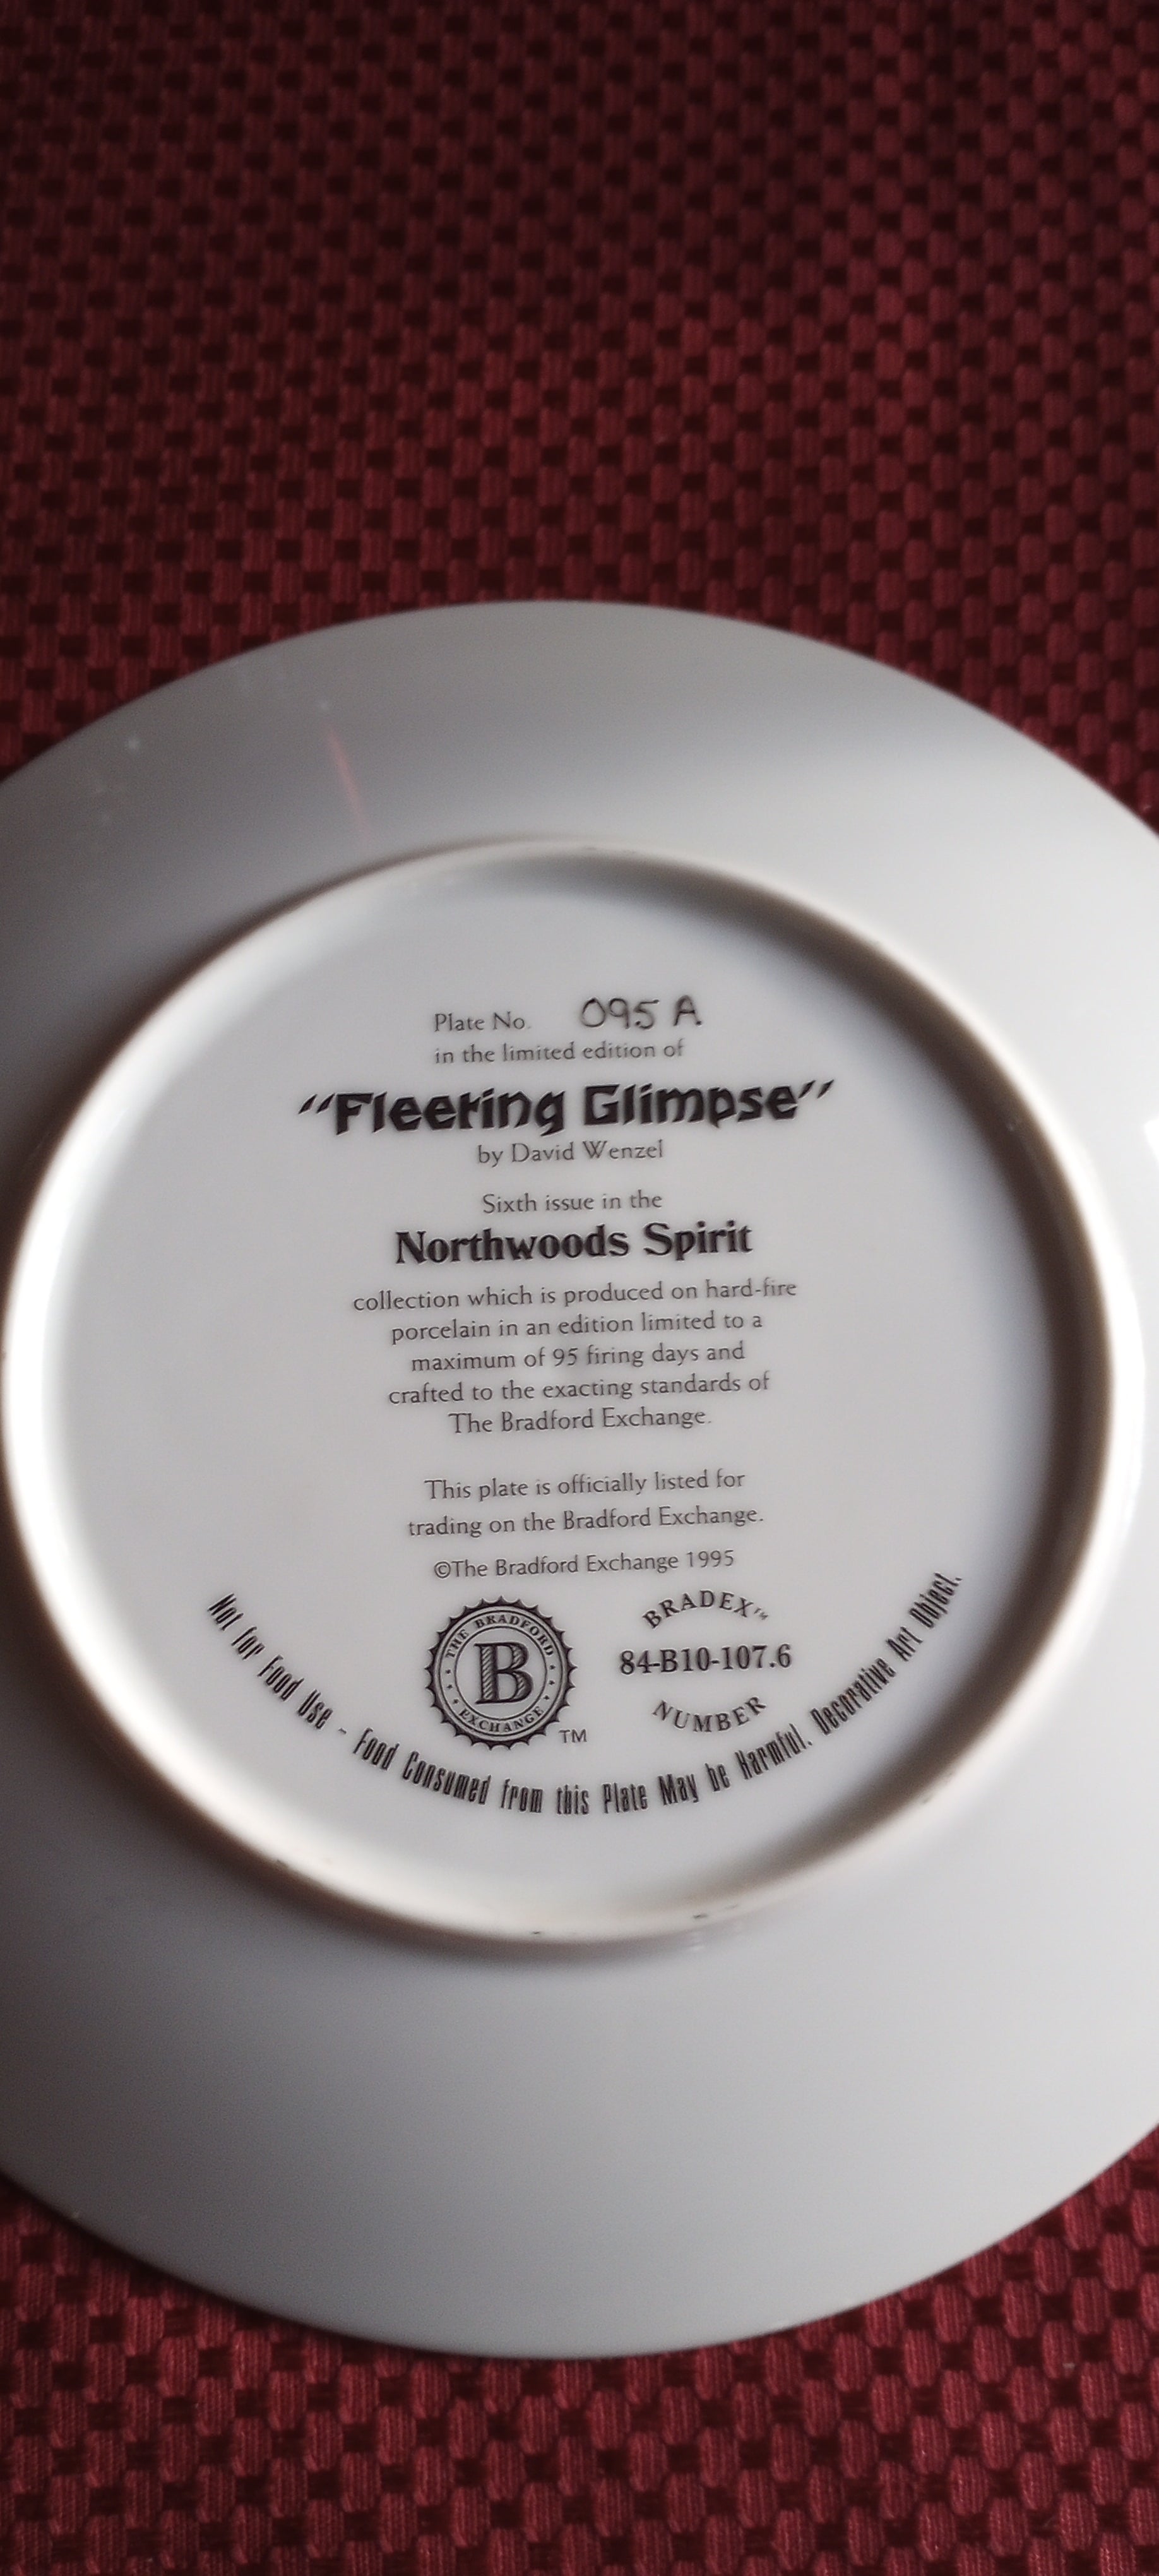 Plate No. 095 A
in the limited edition of
"Fleeting Glimpse"
by David Wenzel
Sixth issue in the
Northwoods Spirit
collection which is produced on hard-fire
porcelain in an edition limited to a
maximum of 95 firing days and
crafted to the exacting standards of
The Bradford Exchange.
This plate is officially listed for
trading on the Bradford Exchange.
©The Bradford Exchange 1995
THE BRADFORD
B
EXCHANGE
TM
BRADEX™
84-B10-107.6
NUMBER
Not for Food Use - Food Consumed from this Plate May be Harmful. Decorative Art Object.